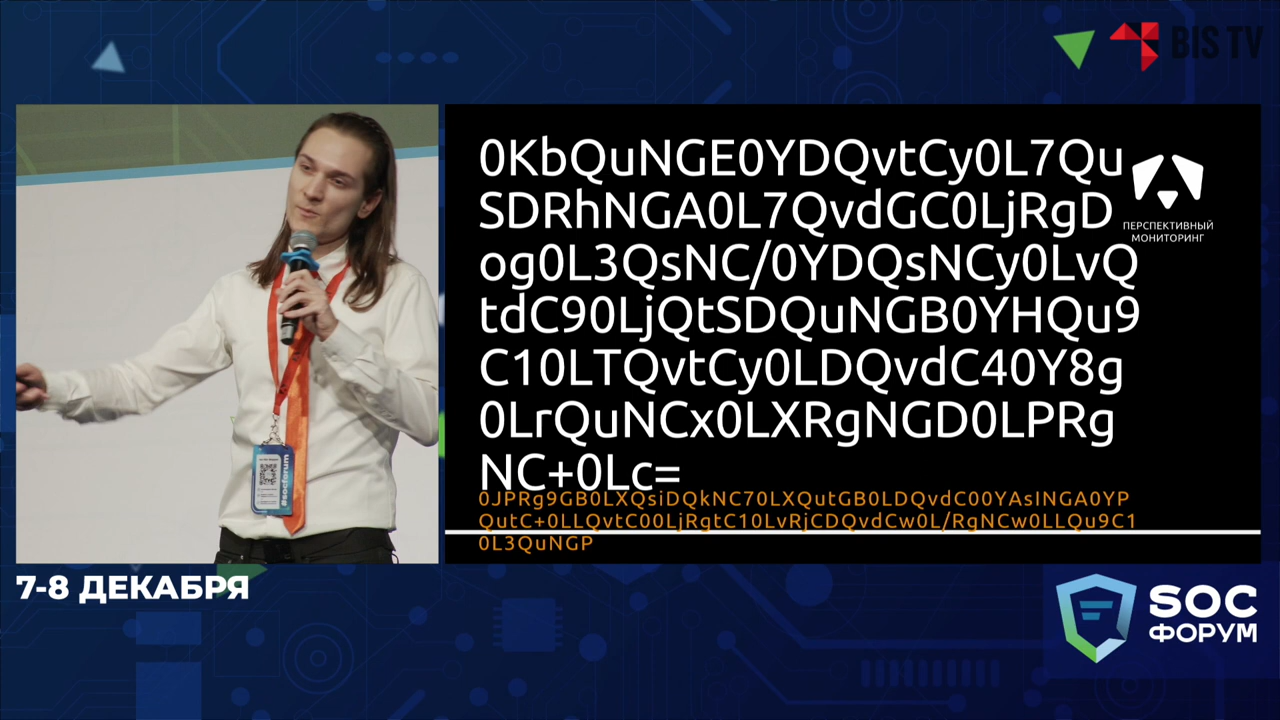 BIS TV
0KbQuNGE0YDQvtCy0L7Qu
SDRhNGA0L7QvdGC0LjRgD
og0L3QsNC/0YDQsNCy0LvQ
tdC90LjQtSDQuNGB0YHQu9
C10LTQvtCy0LDQvdC40Y8g
0LrQuNCx0LXRgNGD0LPRg
NC+0Lc=
ПЕРСПЕКТИВНЫЙ
МОНИТОРИНГ
0JPRg9GB0LXQsiDQkNC70LXQutGB0LDQvdC00YAsINGA0YP
QutC+0LLQvtC00LjRgtC10LvRjCDQvdCw0L/RgNCw0LLQu9C1
0L3QuNGP
#socforum
7-8 ДЕКАБРЯ
SOC
ФОРУМ